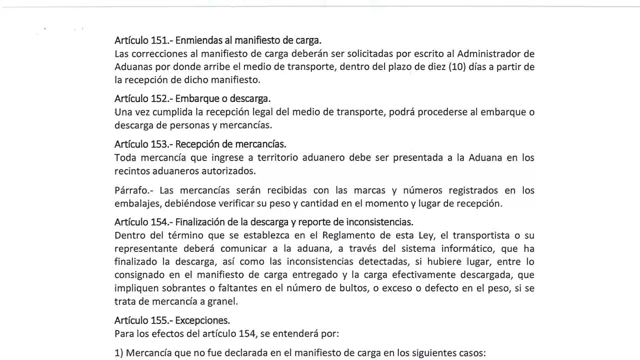 Artículo 151.- Enmiendas al manifiesto de carga.
Las correcciones al manifiesto de carga deberán ser solicitadas por escrito al Administrador de
Aduanas por donde arribe el medio de transporte, dentro del plazo de diez (10) días a partir de
la recepción de dicho manifiesto.
Artículo 152.- Embarque o descarga.
Una vez cumplida la recepción legal del medio de transporte, podrá procederse al embarque o
descarga de personas y mercancías.
Artículo 153.- Recepción de mercancías.
Toda mercancía que ingrese a territorio aduanero debe ser presentada a la Aduana en los
recintos aduaneros autorizados.
Párrafo.- Las mercancías serán recibidas con las marcas y números registrados en los
embalajes, debiéndose verificar su peso y cantidad en el momento y lugar de recepción.
Artículo 154.- Finalización de la descarga y reporte de inconsistencias.
Dentro del término que se establezca en el Reglamento de esta Ley, el transportista o su
representante deberá comunicar a la aduana, a través del sistema informático, que ha
finalizado la descarga, así como las inconsistencias detectadas, si hubiere lugar, entre lo
consignado en el manifiesto de carga entregado y la carga efectivamente descargada, que
impliquen sobrantes o faltantes en el número de bultos, o exceso o defecto en el peso, si se
trata de mercancía a granel.
Artículo 155.- Excepciones.
Para los efectos del artículo 154, se entenderá por:
1) Mercancía que no fue declarada en el manifiesto de carga en los siguientes casos: